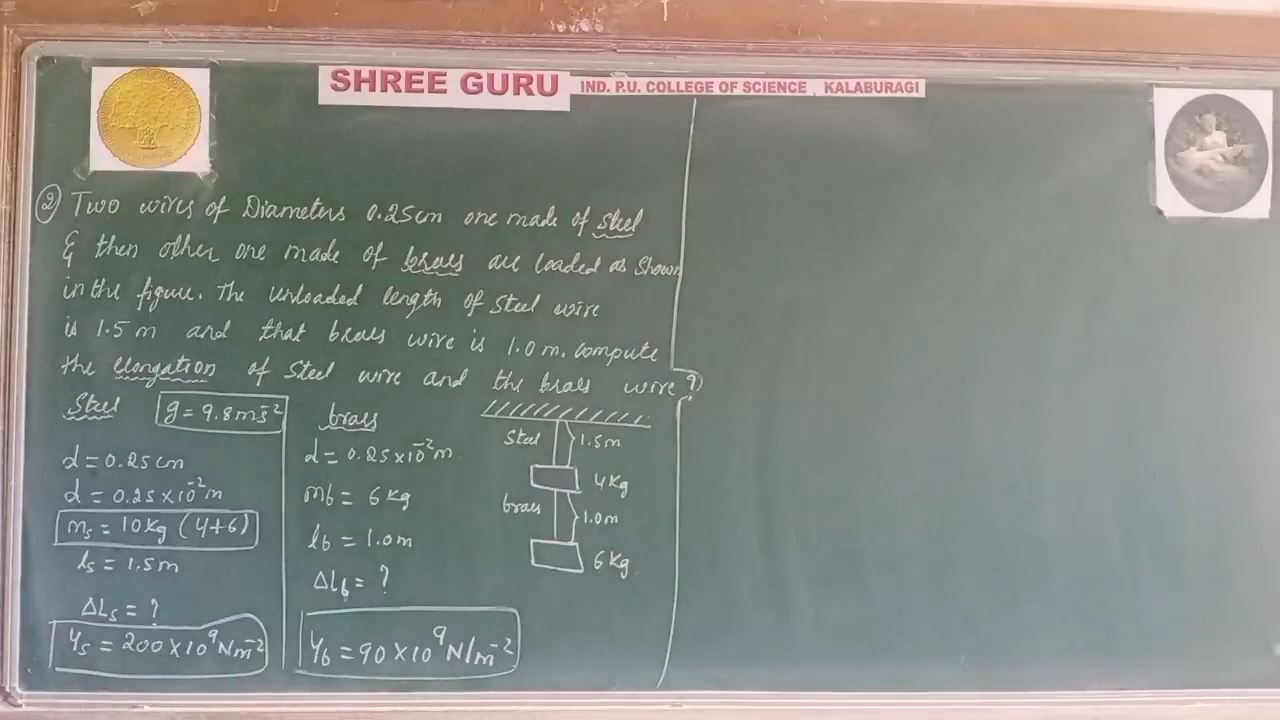 SHREE GURU IND. P.U. COLLEGE OF SCIENCE, KALABURAGI
② Two wires of Diameters 0.25cm one made of steel
& then other one made of brass are loaded as shown
in the figure. The unloaded length of steel wire
is 1.5 m and that brass wire is 1.0 m. compute
the elongation of steel wire and the brass wire?
Steel
g = 9.8 ms⁻²
d = 0.25 cm
d = 0.25 × 10⁻² m
ms = 10 kg (4+6)
ls = 1.5 m
ΔLs = ?
Ys = 200 × 10⁹ Nm⁻²
brass
d = 0.25 × 10⁻² m
mb = 6 kg
lb = 1.0 m
ΔLb = ?
Yb = 90 × 10⁹ N/m⁻²
Steel 1.5m
4 Kg
brass 1.0m
6 Kg